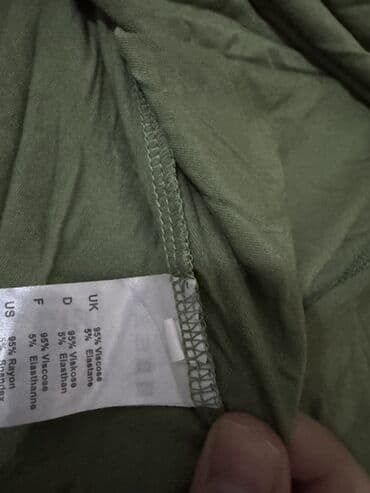 UK
95% Viscose
5% Elastane
D
95% Viskose
5% Elasthan
F
95% Viscose
5% Elasthanne
US
95% Rayon